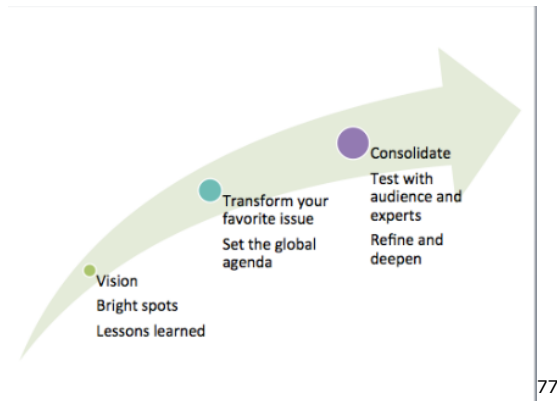 Vision
Bright spots
Lessons learned
Transform your
favorite issue
Set the global
agenda
Consolidate
Test with
audience and
experts
Refine and
deepen
77